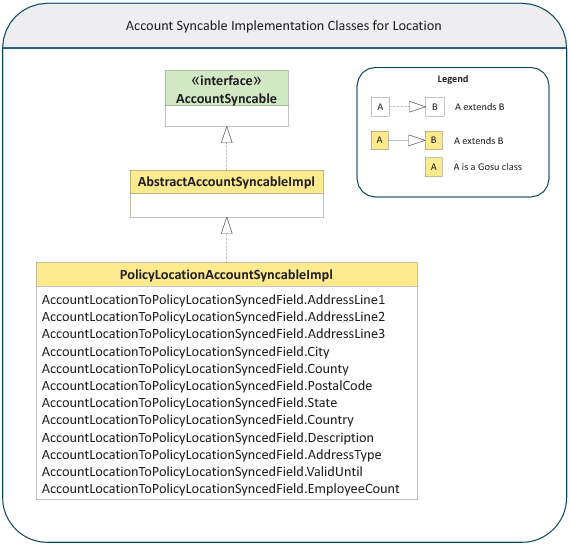 Account Syncable Implementation Classes for Location
«interface»
AccountSyncable
Legend
A
B
A extends B
A
B
A extends B
A
A is a Gosu class
AbstractAccountSyncableImpl
PolicyLocationAccountSyncableImpl
AccountLocationToPolicyLocationSyncedField.AddressLine1
AccountLocationToPolicyLocationSyncedField.AddressLine2
AccountLocationToPolicyLocationSyncedField.AddressLine3
AccountLocationToPolicyLocationSyncedField.City
AccountLocationToPolicyLocationSyncedField.County
AccountLocationToPolicyLocationSyncedField.PostalCode
AccountLocationToPolicyLocationSyncedField.State
AccountLocationToPolicyLocationSyncedField.Country
AccountLocationToPolicyLocationSyncedField.Description
AccountLocationToPolicyLocationSyncedField.AddressType
AccountLocationToPolicyLocationSyncedField.ValidUntil
AccountLocationToPolicyLocationSyncedField.EmployeeCount